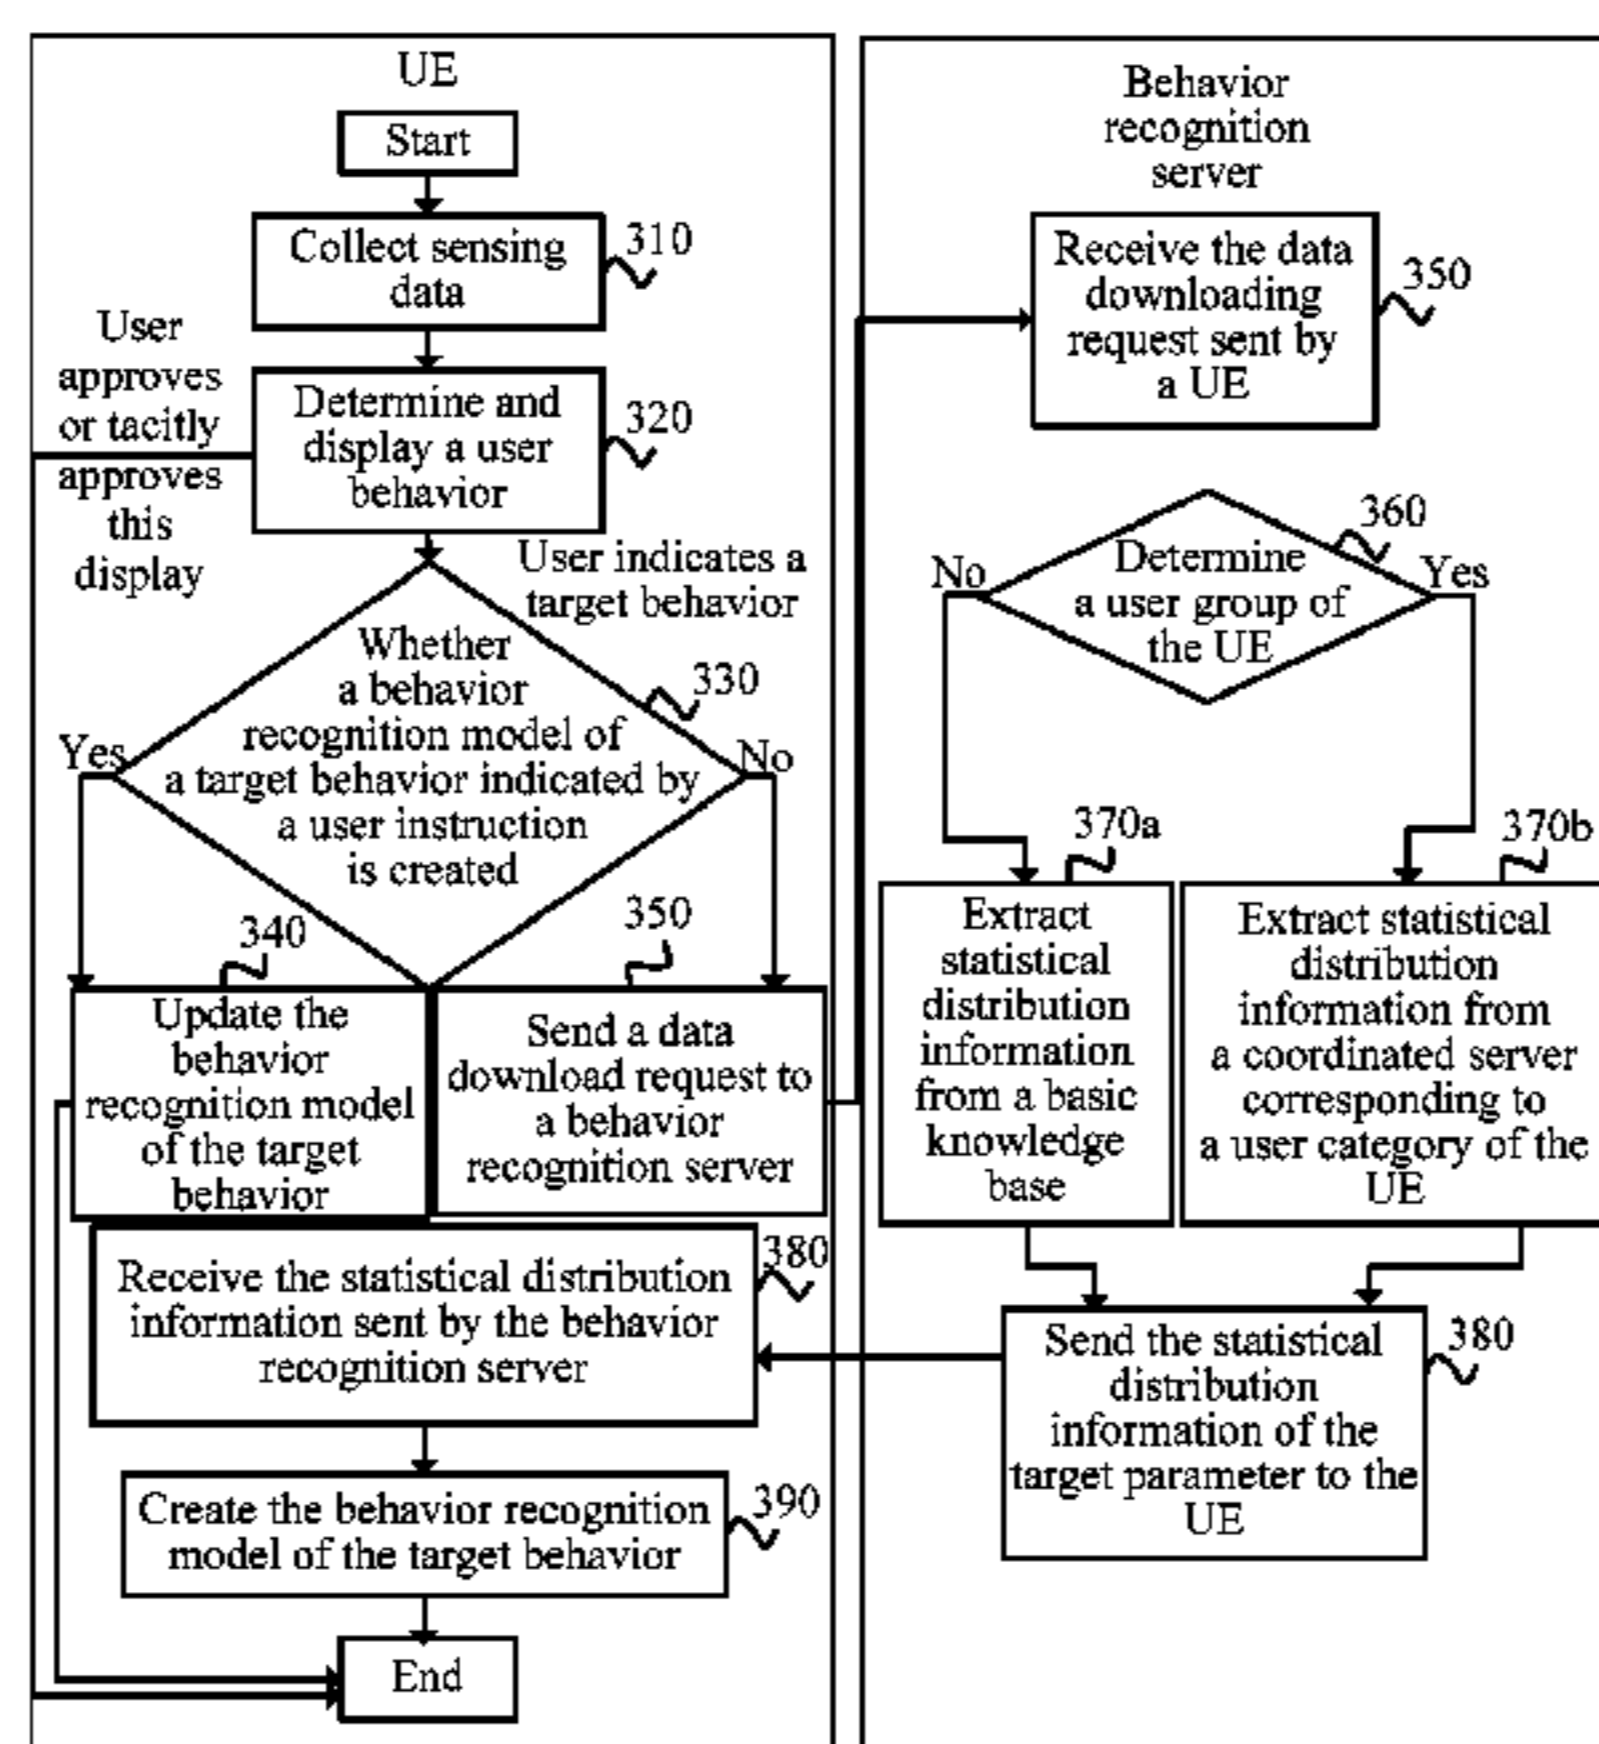 UE
Start
Collect sensing
data
310
User
approves
or tacitly
approves
this
display
Determine and
display a user
behavior
320
User indicates a
target behavior
Whether
a behavior
recognition model of
a target behavior indicated by
a user instruction
is created
330
Yes
No
340
350
Update the
behavior
recognition model
of the target
behavior
Send a data
download request to
a behavior
recognition server
Receive the statistical distribution
information sent by the behavior
recognition server
380
Create the behavior recognition
model of the target behavior
390
End
Behavior
recognition
server
Receive the data
downloading
request sent by
a UE
350
360
Determine
a user group of
the UE
No
Yes
370a
370b
Extract
statistical
distribution
information
from a basic
knowledge
base
Extract statistical
distribution
information from
a coordinated server
corresponding to
a user category of the
UE
Send the statistical
distribution
information of the
target parameter to the
UE
380